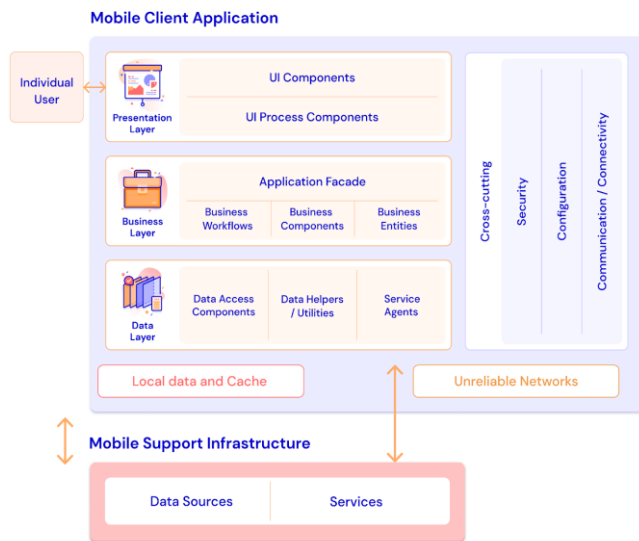 Mobile Client Application
Individual
User
Presentation
Layer
UI Components
UI Process Components
Business
Layer
Application Facade
Business
Workflows
Business
Components
Business
Entities
Data
Layer
Data Access
Components
Data Helpers
/ Utilities
Service
Agents
Cross-cutting
Security
Configuration
Communication / Connectivity
Local data and Cache
Unreliable Networks
Mobile Support Infrastructure
Data Sources
Services